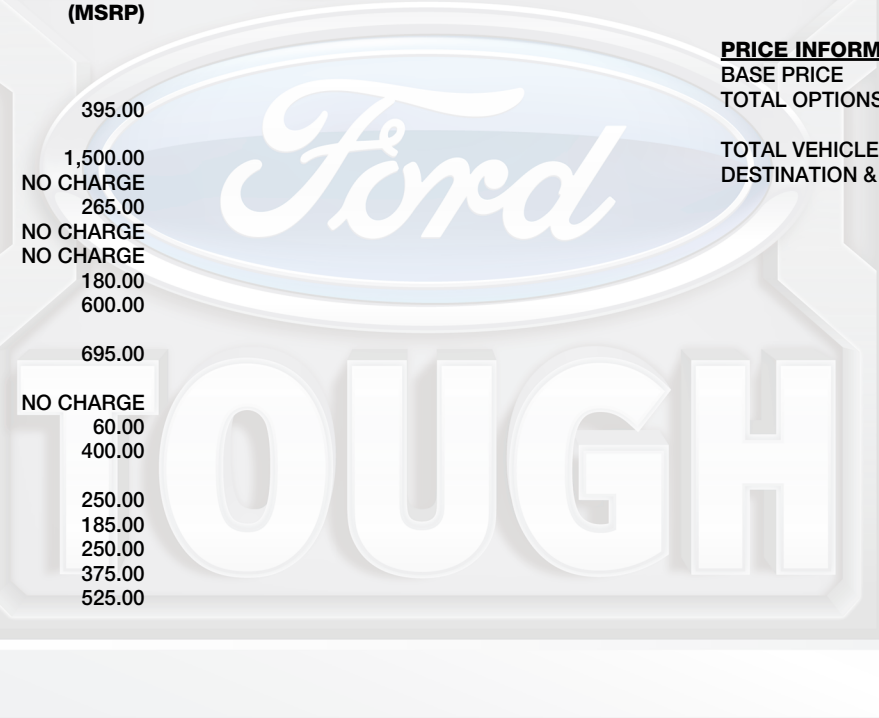 (MSRP)
395.00
1,500.00
NO CHARGE
265.00
NO CHARGE
NO CHARGE
180.00
600.00
695.00
NO CHARGE
60.00
400.00
250.00
185.00
250.00
375.00
525.00
PRICE INFORM
BASE PRICE
TOTAL OPTIONS
TOTAL VEHICLE
DESTINATION &
Ford
TOUGH